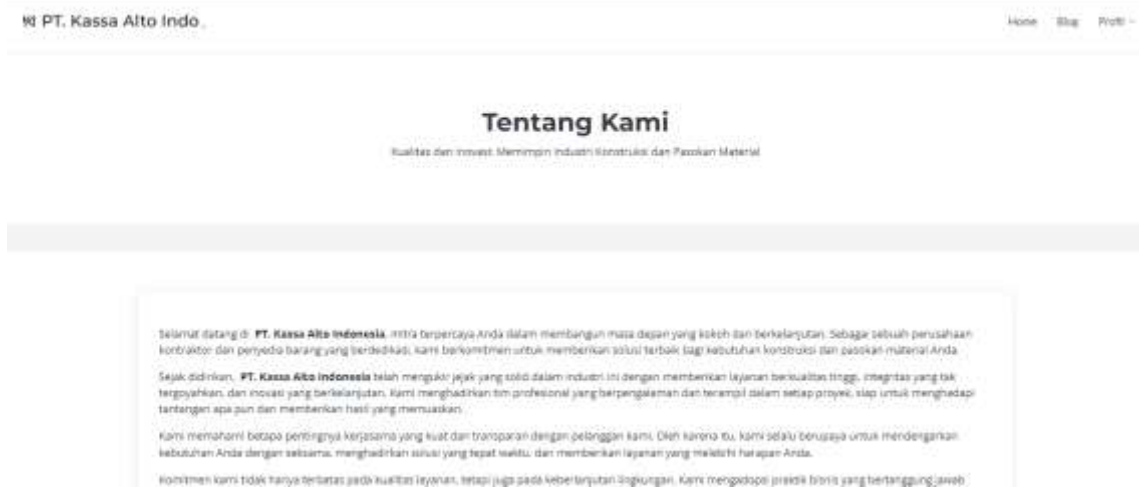 PT. Kassa Alto Indo
Home Blog Profil
Tentang Kami
Kualitas dan Inovasi: Memimpin Industri Konstruksi dan Pasokan Material
Selamat datang di PT. Kassa Alto Indonesia, mitra terpercaya Anda dalam membangun masa depan yang kokoh dan berkelanjutan. Sebagai sebuah perusahaan
kontraktor dan penyedia barang yang berdedikasi, kami berkomitmen untuk memberikan solusi terbaik bagi kebutuhan konstruksi dan pasokan material Anda.
Sejak didirikan, PT. Kassa Alto Indonesia telah mengukir jejak yang solid dalam industri ini dengan memberikan layanan berkualitas tinggi, integritas yang tak
tergoyahkan, dan inovasi yang berkelanjutan. Kami menghadirkan tim profesional yang berpengalaman dan terampil dalam setiap proyek, siap untuk menghadapi
tantangan apa pun dan memberikan hasil yang memuaskan.
Kami memahami betapa pentingnya kerjasama yang kuat dan transparan dengan pelanggan kami. Oleh karena itu, kami selalu berupaya untuk mendengarkan
kebutuhan Anda dengan seksama, menghadirkan solusi yang tepat waktu, dan memberikan layanan yang melebihi harapan Anda.
Komitmen kami tidak hanya terbatas pada kualitas layanan, tetapi juga pada keberlanjutan lingkungan. Kami mengadopsi praktik bisnis yang bertanggung jawab